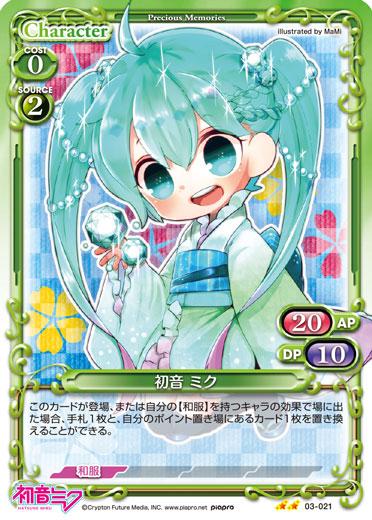 Precious Memories
Character
illustrated by MaMi
COST
0
SOURCE
2
20 AP
DP 10
初音 ミク
このカードが登場、または自分の【和服】を持つキャラの効果で場に出
た場合、手札1枚と、自分のポイント置き場にあるカード1枚を置き換
えることができる。
和服
初音ミク
HATSUNE MIKU
©Crypton Future Media, INC. www.piapro.net piapro
★★ 03-021